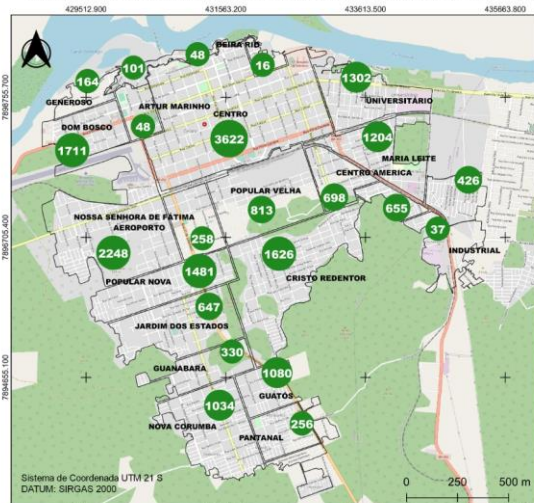 429512.900 431563.200 433613.500 435663.800
7898755.700
7896705.400
7894655.100
BEIRA RIO
48
16
101
164
1302
GENEROSO
ARTUR MARINHO
UNIVERSITÁRIO
CENTRO
DOM BOSCO
48
3622
1204
1711
MARIA LEITE
CENTRO AMERICA
426
POPULAR VELHA
698
813
655
NOSSA SENHORA DE FÁTIMA
AEROPORTO
258
37
2248
1626
INDUSTRIAL
1481
POPULAR NOVA
CRISTO REDENTOR
647
JARDIM DOS ESTADOS
330
GUANABARA
1080
GUATÓS
1034
NOVA CORUMBA
256
PANTANAL
Sistema de Coordenada UTM 21 S
DATUM: SIRGAS 2000
0 250 500 m